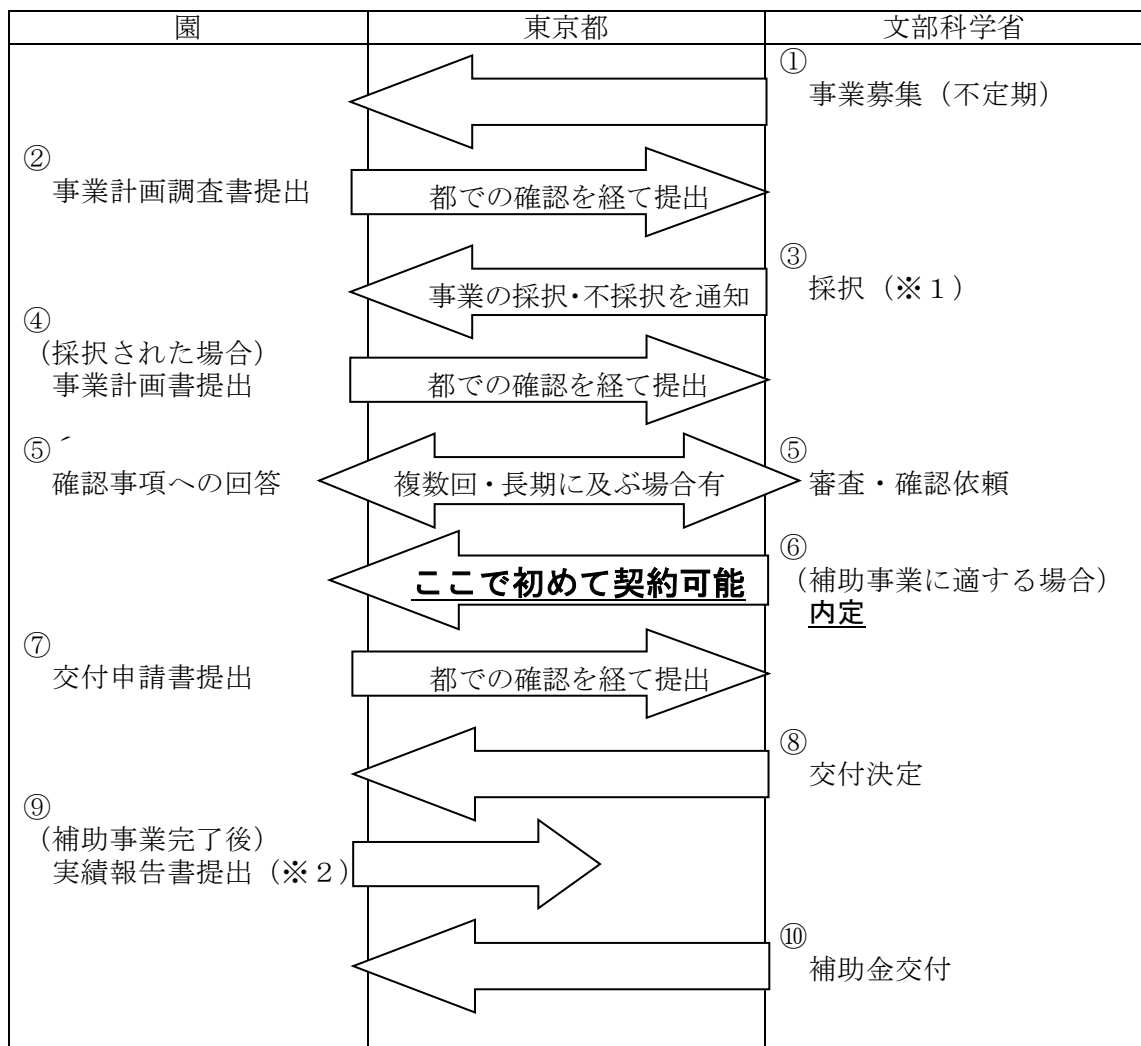 園
東京都
文部科学省
①
事業募集（不定期）
②
事業計画調査書提出
都での確認を経て提出
③
採択（※１）
事業の採択・不採択を通知
④
（採択された場合）
事業計画書提出
都での確認を経て提出
⑤
確認事項への回答
複数回・長期に及ぶ場合有
⑤
審査・確認依頼
⑥
（補助事業に適する場合）
内定
ここで初めて契約可能
⑦
交付申請書提出
都での確認を経て提出
⑧
交付決定
⑨
（補助事業完了後）
実績報告書提出（※２）
⑩
補助金交付